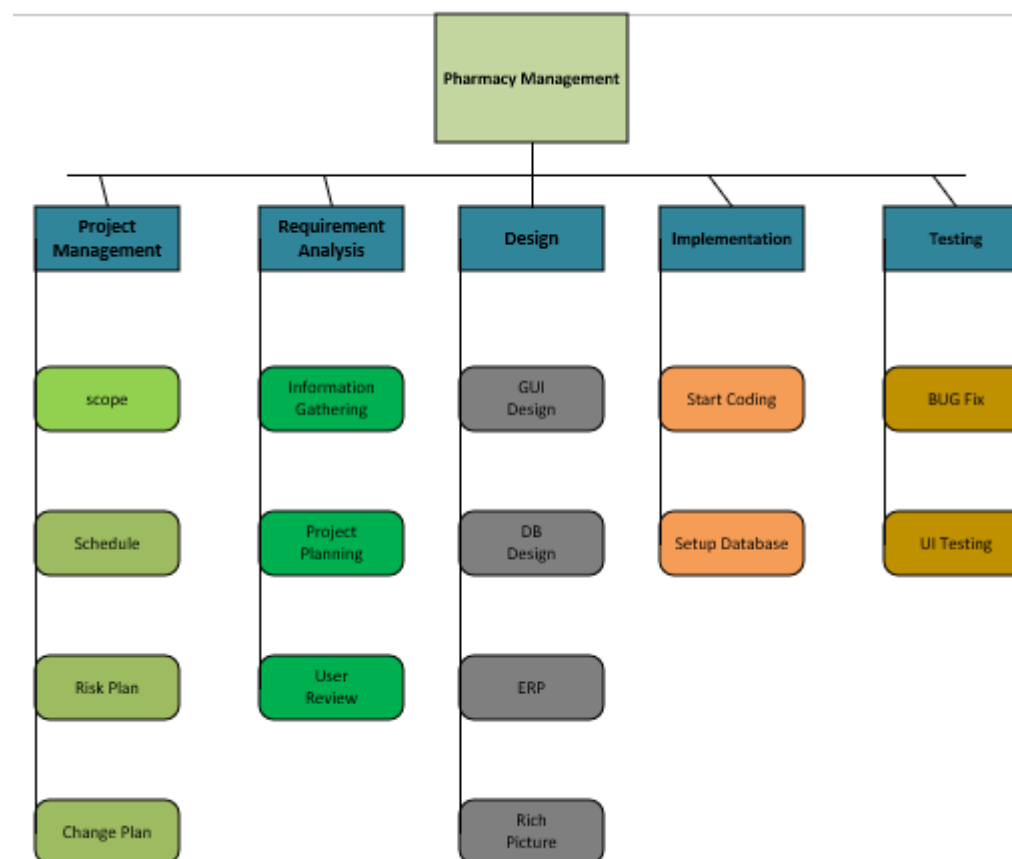 Pharmacy Management
Project
Management
Requirement
Analysis
Design
Implementation
Testing
scope
Information
Gathering
GUI
Design
Start Coding
BUG Fix
Schedule
Project
Planning
DB
Design
Setup Database
UI Testing
Risk Plan
User
Review
ERP
Change Plan
Rich
Picture